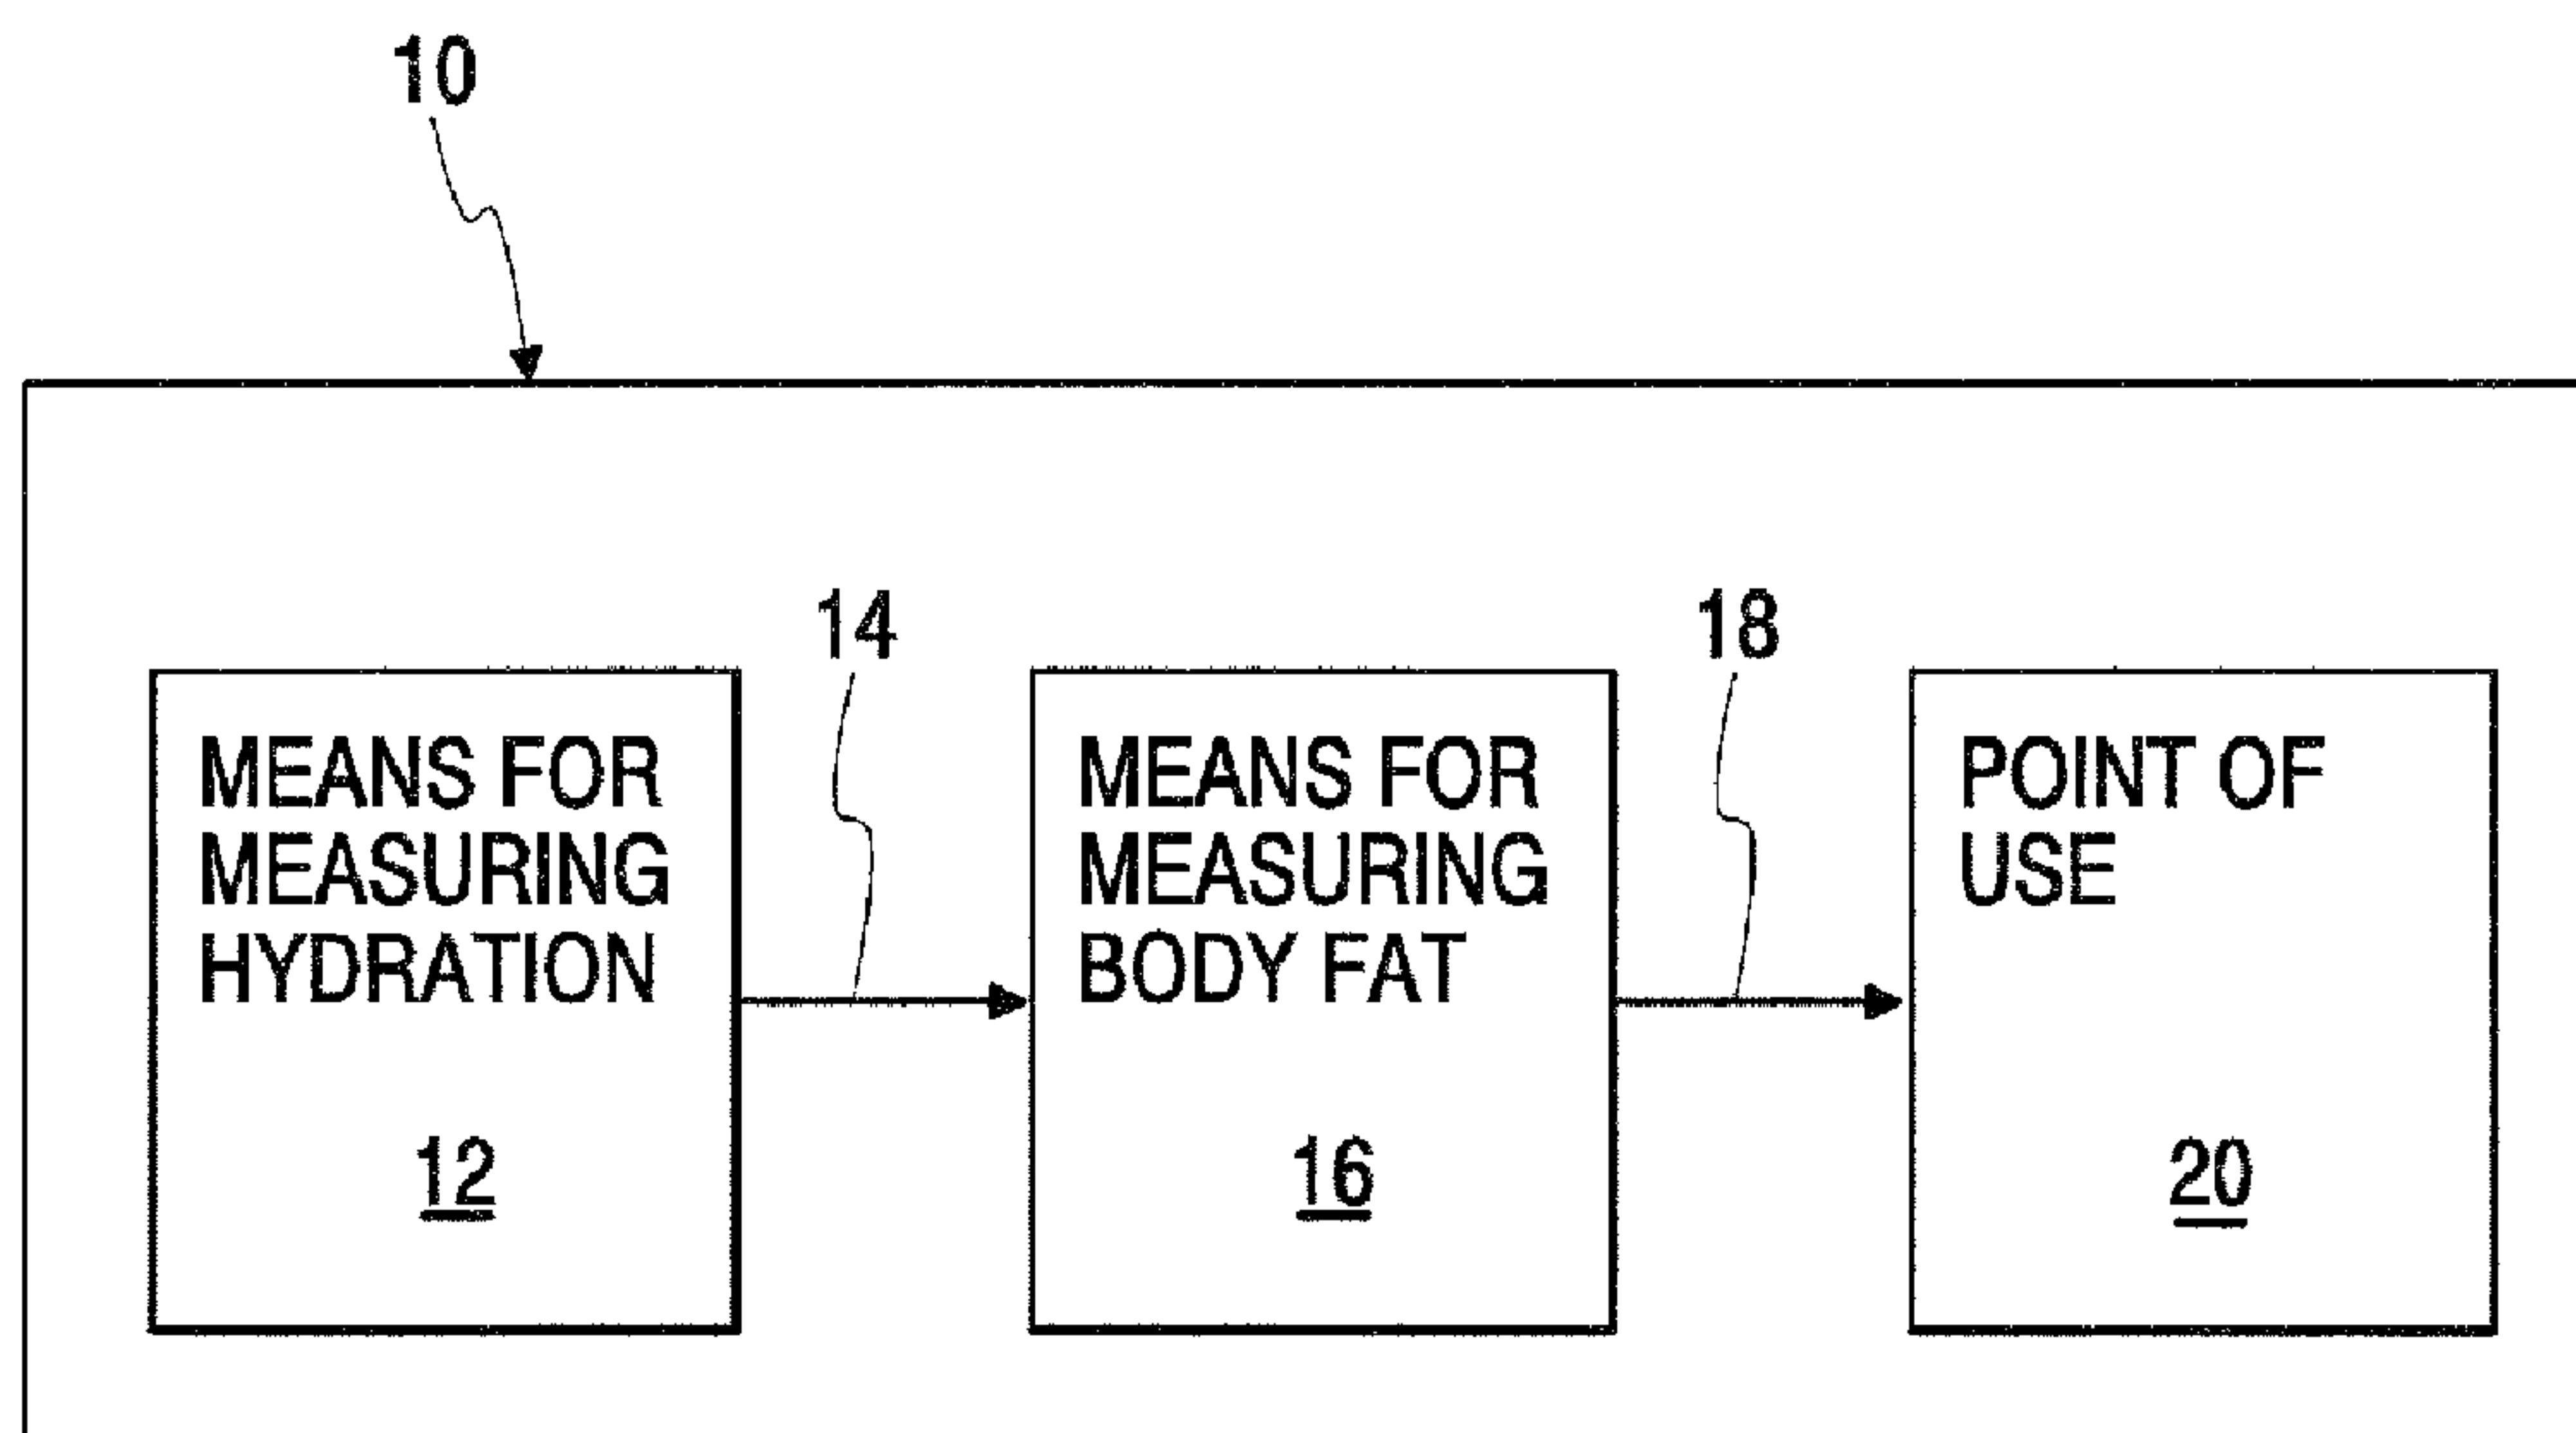 10
14
18
MEANS FOR
MEASURING
HYDRATION
12
MEANS FOR
MEASURING
BODY FAT
16
POINT OF
USE
20